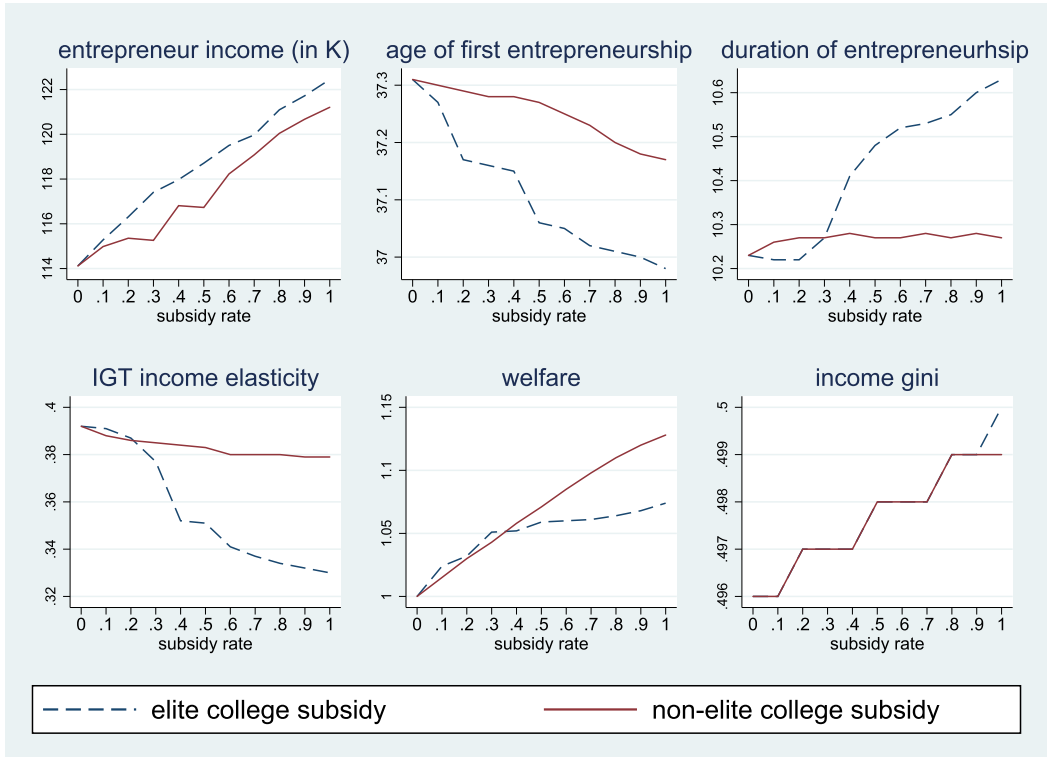 entrepreneur income (in K)
122
120
118
116
114
0 .1 .2 .3 .4 .5 .6 .7 .8 .9 1
subsidy rate
age of first entrepreneurship
37.3
37.2
37.1
37
0 .1 .2 .3 .4 .5 .6 .7 .8 .9 1
subsidy rate
duration of entrepreneurhsip
10.6
10.5
10.4
10.3
10.2
0 .1 .2 .3 .4 .5 .6 .7 .8 .9 1
subsidy rate
IGT income elasticity
.4
.38
.36
.34
.32
0 .1 .2 .3 .4 .5 .6 .7 .8 .9 1
subsidy rate
welfare
1.15
1.1
1.05
1
0 .1 .2 .3 .4 .5 .6 .7 .8 .9 1
subsidy rate
income gini
.5
.499
.498
.497
.496
0 .1 .2 .3 .4 .5 .6 .7 .8 .9 1
subsidy rate
elite college subsidy
non-elite college subsidy